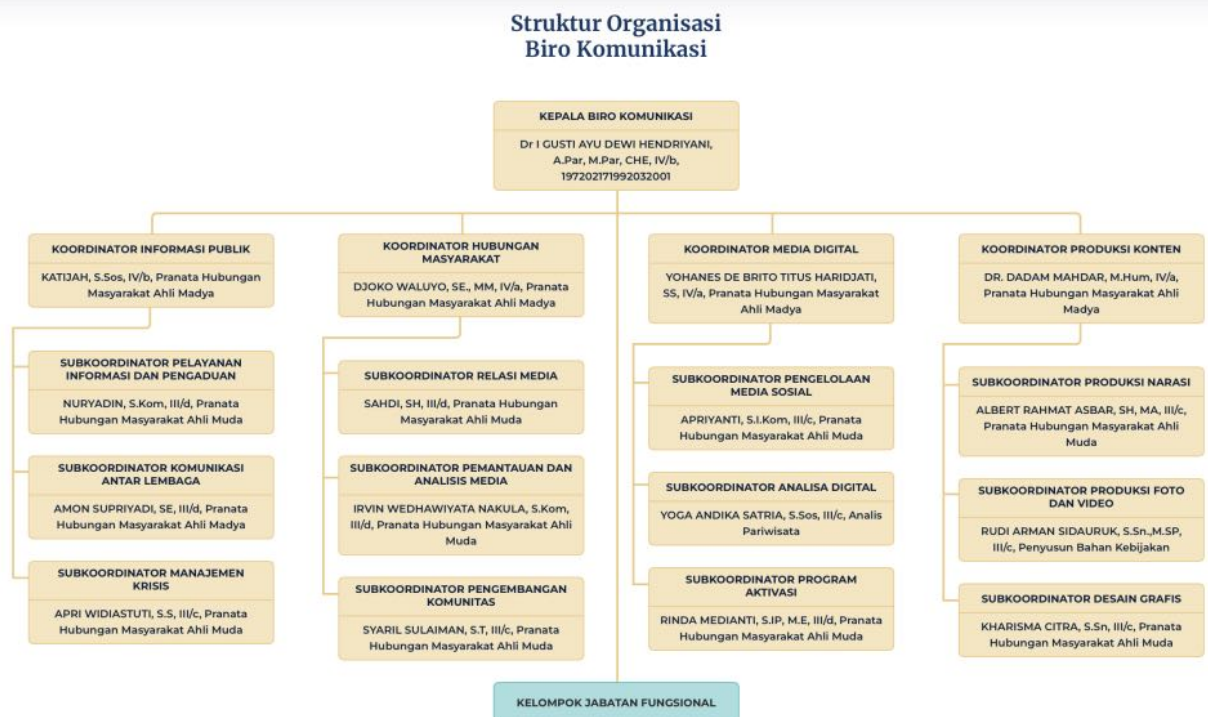 Struktur Organisasi
Biro Komunikasi
KEPALA BIRO KOMUNIKASI
Dr I GUSTI AYU DEWI HENDRIYANI,
A.Par, M.Par, CHE, IV/b,
197202171992032001
KOORDINATOR INFORMASI PUBLIK
KATIJAH, S.Sos, IV/b, Pranata Hubungan
Masyarakat Ahli Madya
SUBKOORDINATOR PELAYANAN
INFORMASI DAN PENGADUAN
NURYADIN, S.Kom, III/d, Pranata
Hubungan Masyarakat Ahli Muda
SUBKOORDINATOR KOMUNIKASI
ANTAR LEMBAGA
AMON SUPRIYADI, SE, III/d, Pranata
Hubungan Masyarakat Ahli Madya
SUBKOORDINATOR MANAJEMEN
KRISIS
APRI WIDIASTUTI, S.S, III/c, Pranata
Hubungan Masyarakat Ahli Muda
KOORDINATOR HUBUNGAN
MASYARAKAT
DJOKO WALUYO, SE., MM, IV/a, Pranata
Hubungan Masyarakat Ahli Madya
SUBKOORDINATOR RELASI MEDIA
SAHDI, SH, III/d, Pranata Hubungan
Masyarakat Ahli Muda
SUBKOORDINATOR PEMANTAUAN DAN
ANALISIS MEDIA
IRVIN WEDHAWIYATA NAKULA, S.Kom,
III/d, Pranata Hubungan Masyarakat Ahli
Muda
SUBKOORDINATOR PENGEMBANGAN
KOMUNITAS
SYARIL SULAIMAN, S.T, III/c, Pranata
Hubungan Masyarakat Ahli Muda
KOORDINATOR MEDIA DIGITAL
YOHANES DE BRITO TITUS HARIDJATI,
SS, IV/a, Pranata Hubungan Masyarakat
Ahli Madya
SUBKOORDINATOR PENGELOLAAN
MEDIA SOSIAL
APRIYANTI, S.I.Kom, III/c, Pranata
Hubungan Masyarakat Ahli Muda
SUBKOORDINATOR ANALISA DIGITAL
YOGA ANDIKA SATRIA, S.Sos, III/c, Analis
Pariwisata
SUBKOORDINATOR PROGRAM
AKTIVASI
RINDA MEDIANTI, S.IP, M.E, III/d, Pranata
Hubungan Masyarakat Ahli Muda
KOORDINATOR PRODUKSI KONTEN
DR. DADAM MAHDAR, M.Hum, IV/a,
Pranata Hubungan Masyarakat Ahli
Madya
SUBKOORDINATOR PRODUKSI NARASI
ALBERT RAHMAT ASBAR, SH, MA, III/c,
Pranata Hubungan Masyarakat Ahli
Muda
SUBKOORDINATOR PRODUKSI FOTO
DAN VIDEO
RUDI ARMAN SIDAURUK, S.Sn.,M.SP,
III/c, Penyusun Bahan Kebijakan
SUBKOORDINATOR DESAIN GRAFIS
KHARISMA CITRA, S.Sn, III/c, Pranata
Hubungan Masyarakat Ahli Muda
KELOMPOK JABATAN FUNGSIONAL